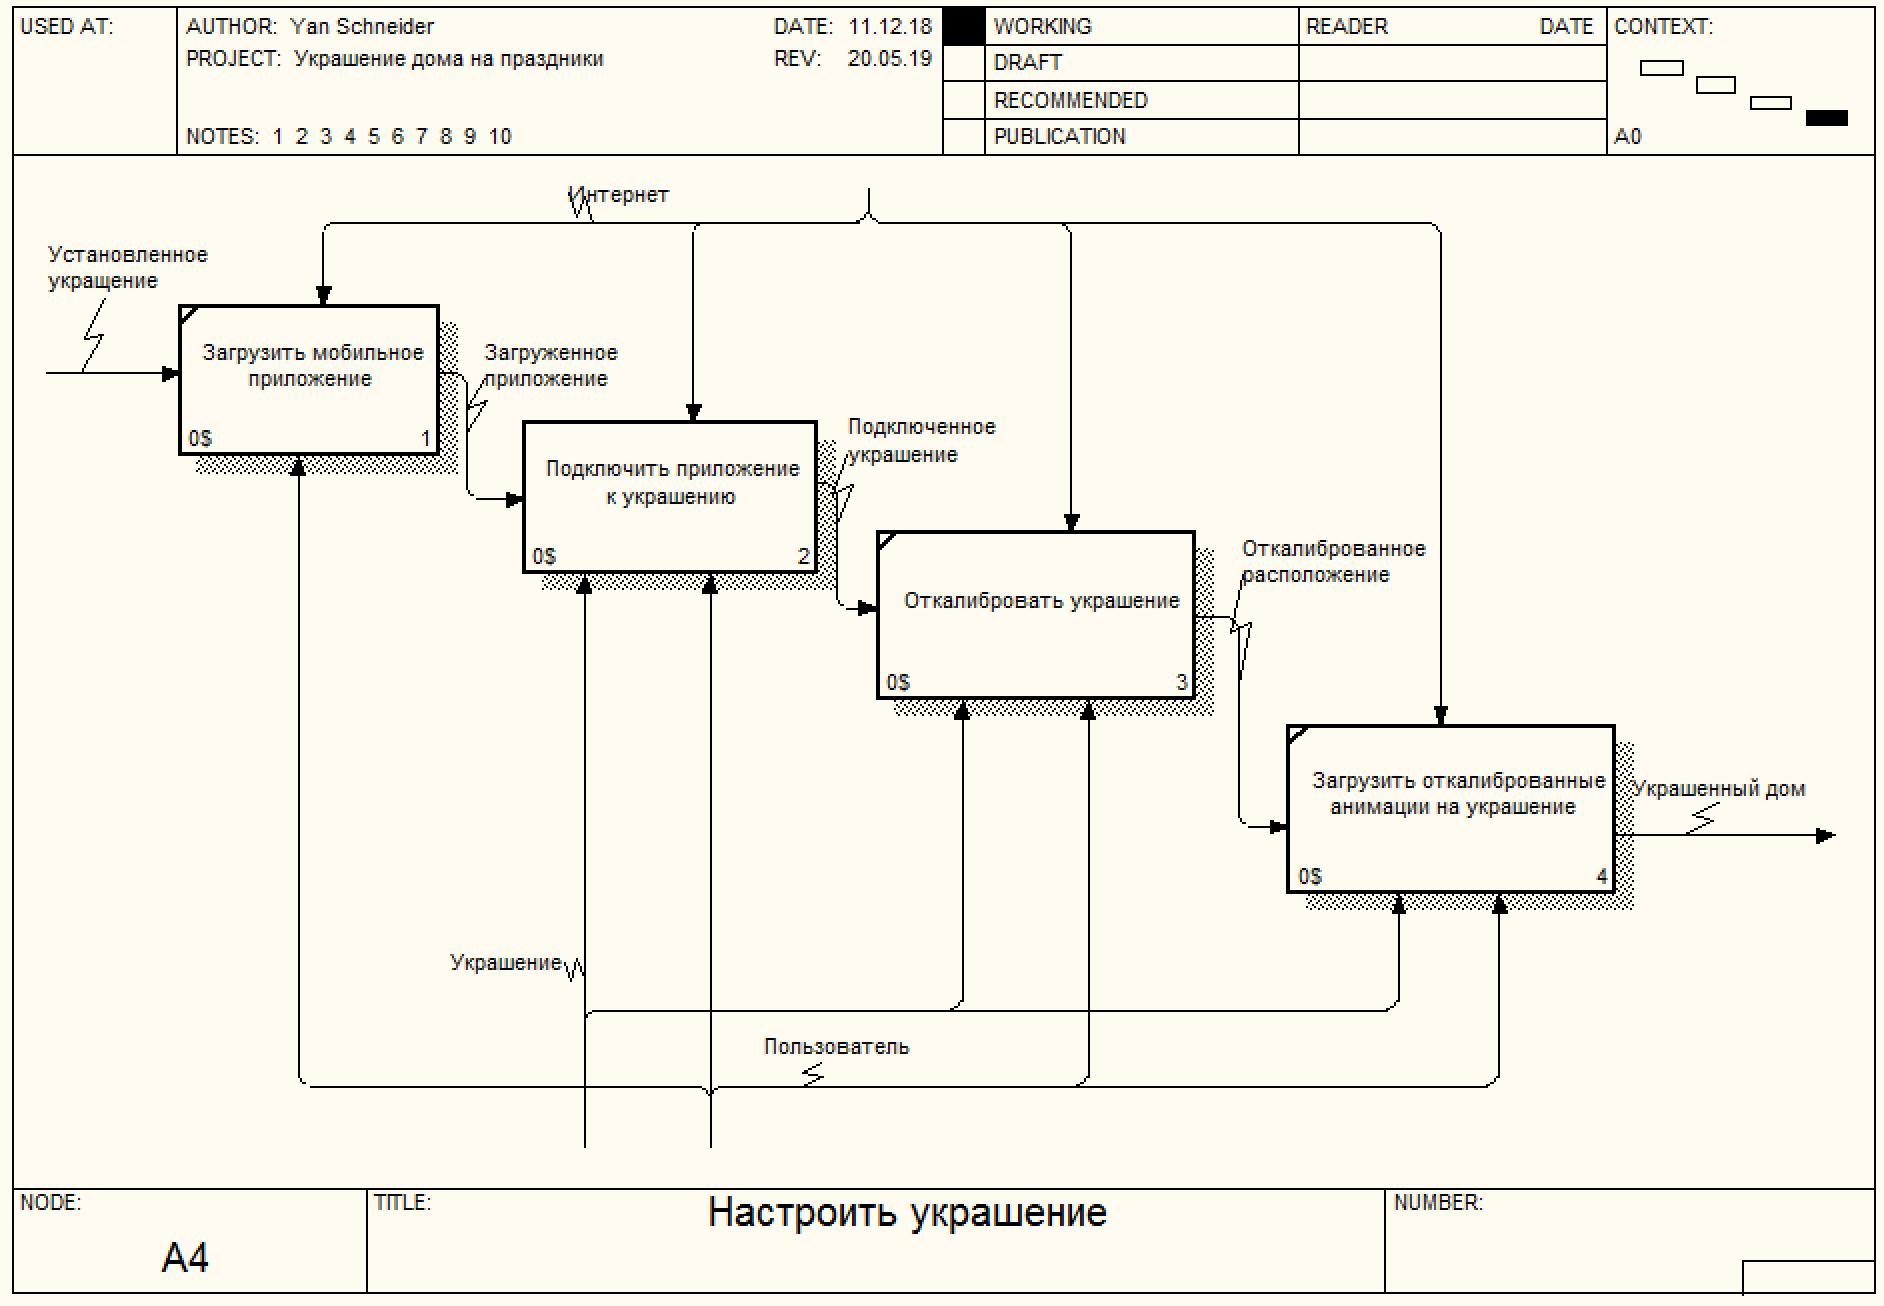 USED AT:
AUTHOR: Yan Schneider
DATE: 11.12.18
PROJECT: Украшение дома на праздники
REV: 20.05.19
NOTES: 1 2 3 4 5 6 7 8 9 10
WORKING
DRAFT
RECOMMENDED
PUBLICATION
READER DATE
CONTEXT:
A0
Интернет
Установленное
укращение
Загрузить мобильное
приложение
0$ 1
Загруженное
приложение
Подключить приложение
к украшению
0$ 2
Подключенное
украшение
Откалибровать украшение
0$ 3
Откалиброванное
расположение
Загрузить откалиброванные
анимации на украшение
0$ 4
Украшенный дом
Украшение
Пользователь
NODE:
A4
TITLE:
Настроить украшение
NUMBER: